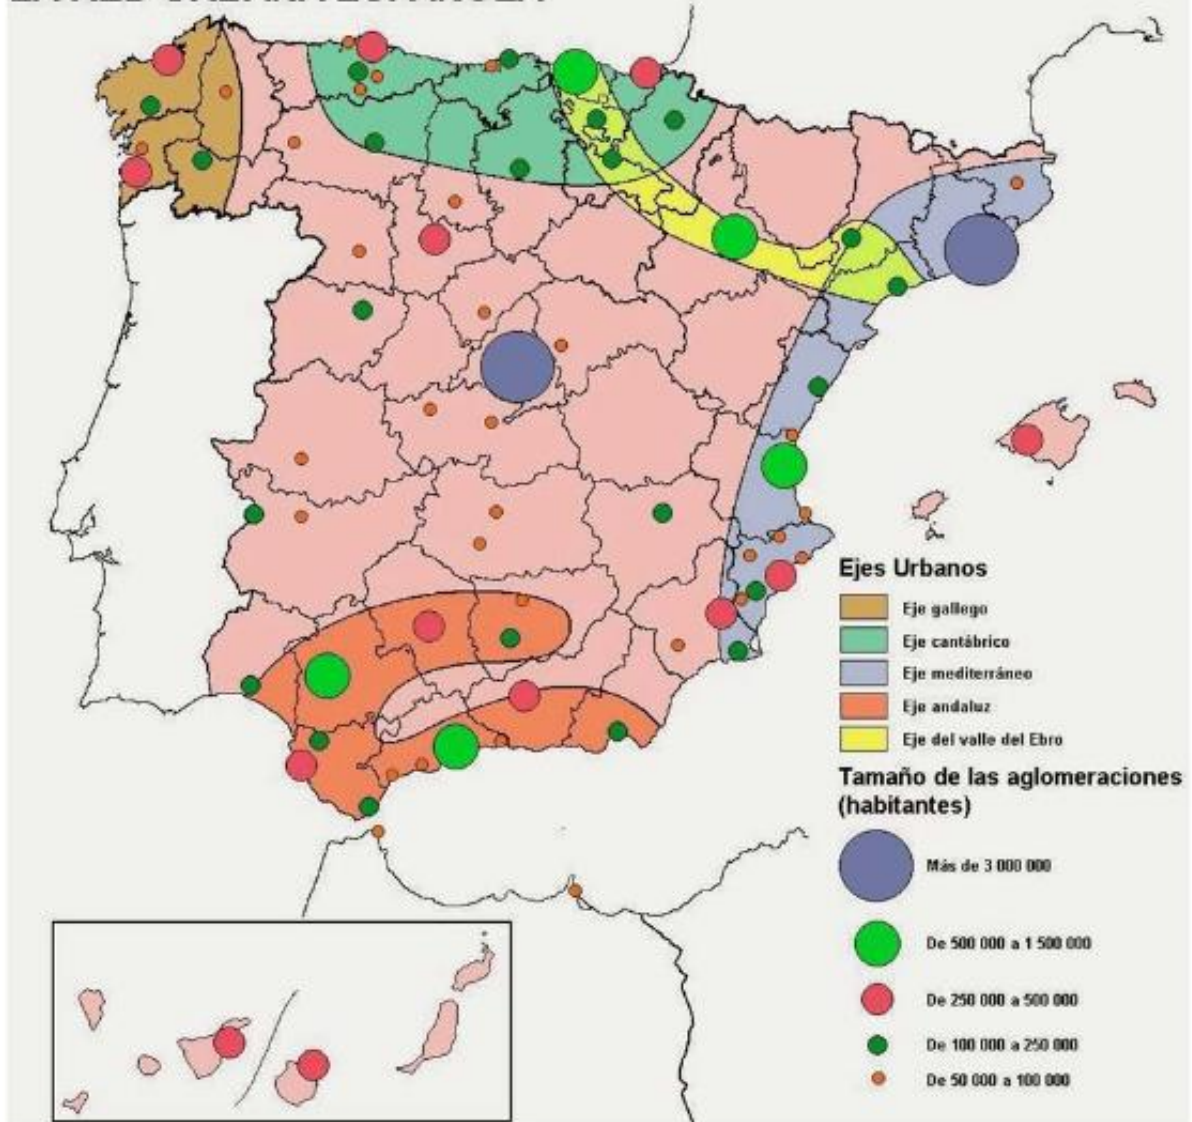 Ejes Urbanos
Eje gallego
Eje cantábrico
Eje mediterráneo
Eje andaluz
Eje del valle del Ebro
Tamaño de las aglomeraciones
(habitantes)
Más de 3 000 000
De 500 000 a 1 500 000
De 250 000 a 500 000
De 100 000 a 250 000
De 50 000 a 100 000